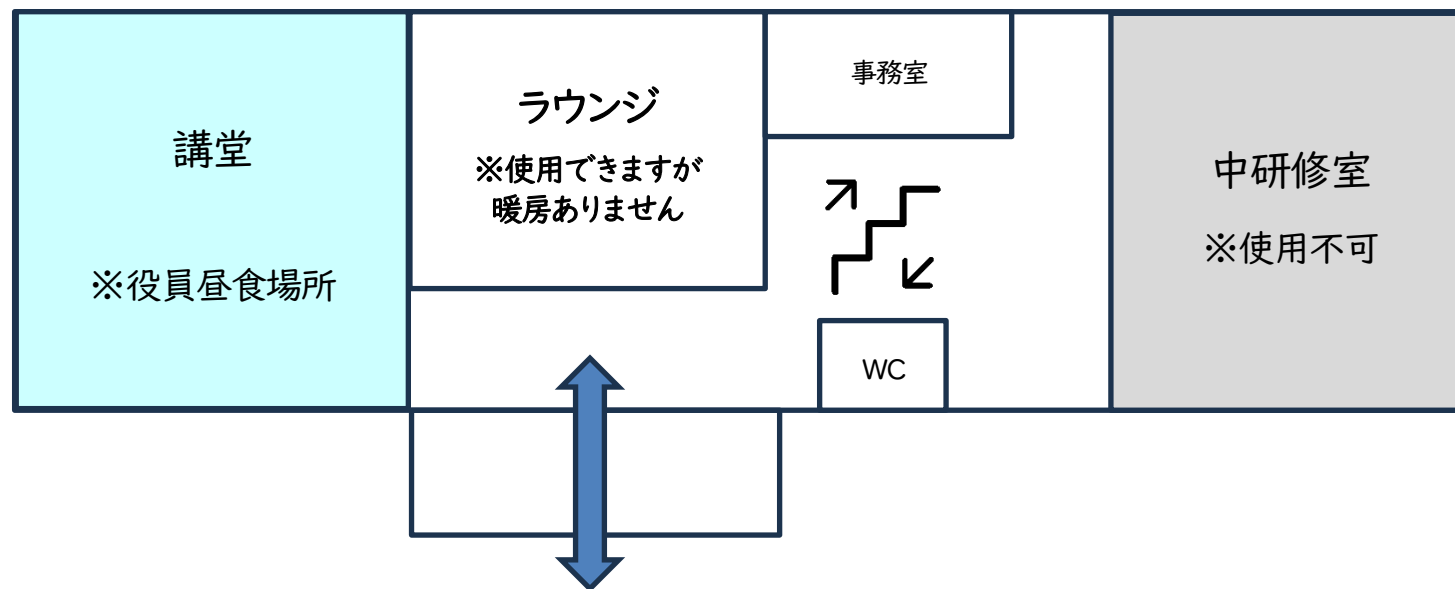 講堂
※役員昼食場所
ラウンジ
※使用できますが
暖房ありません
事務室
WC
中研修室
※使用不可